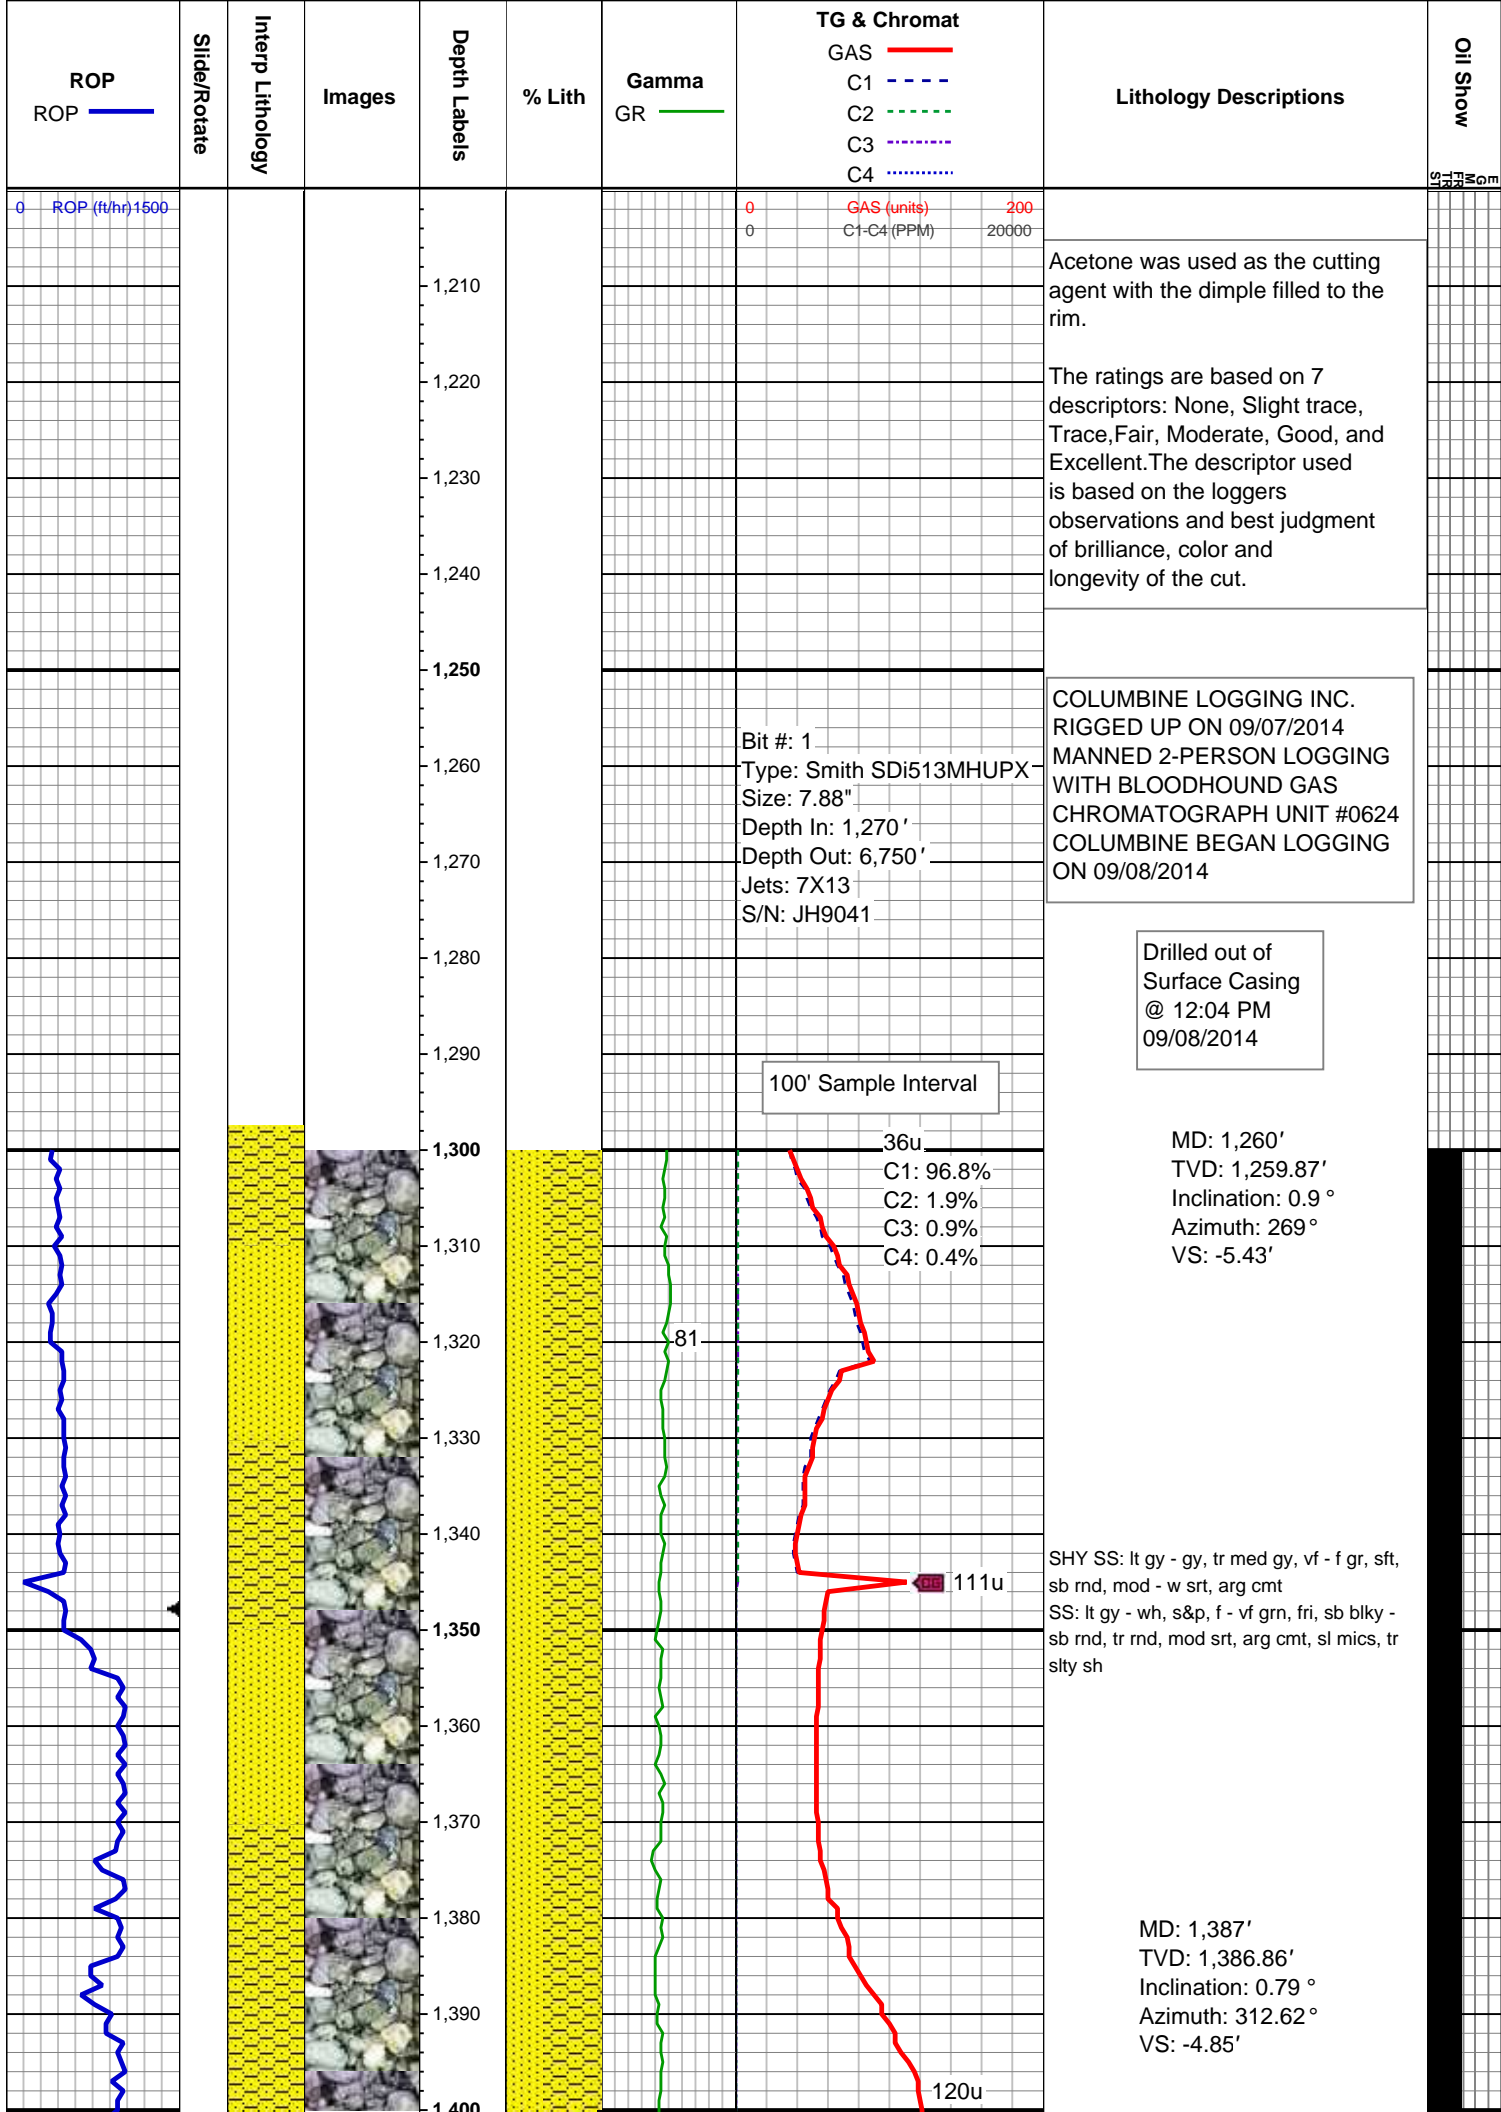 ROP
ROP
Slide/Rotate
Interp Lithology
Images
Depth Labels
% Lith
Gamma
GR
TG & Chromat
GAS
C1
C2
C3
C4
Lithology Descriptions
Oil Show
ST
TR
FR
M
G
E
0 ROP (ft/hr) 1500
0 GAS (units) 200
0 C1-C4 (PPM) 20000
Acetone was used as the cutting
agent with the dimple filled to the
rim.
The ratings are based on 7
descriptors: None, Slight trace,
Trace,Fair, Moderate, Good, and
Excellent.The descriptor used
is based on the loggers
observations and best judgment
of brilliance, color and
longevity of the cut.
1,210
1,220
1,230
1,240
1,250
1,260
1,270
1,280
1,290
1,300
1,310
1,320
1,330
1,340
1,350
1,360
1,370
1,380
1,390
1,400
Bit #: 1
Type: Smith SDi513MHUPX
Size: 7.88"
Depth In: 1,270'
Depth Out: 6,750'
Jets: 7X13
S/N: JH9041
COLUMBINE LOGGING INC.
RIGGED UP ON 09/07/2014
MANNED 2-PERSON LOGGING
WITH BLOODHOUND GAS
CHROMATOGRAPH UNIT #0624
COLUMBINE BEGAN LOGGING
ON 09/08/2014
Drilled out of
Surface Casing
@ 12:04 PM
09/08/2014
100' Sample Interval
36u
C1: 96.8%
C2: 1.9%
C3: 0.9%
C4: 0.4%
MD: 1,260'
TVD: 1,259.87'
Inclination: 0.9 °
Azimuth: 269°
VS: -5.43'
81
CG 111u
SHY SS: lt gy - gy, tr med gy, vf - f gr, sft,
sb rnd, mod - w srt, arg cmt
SS: lt gy - wh, s&p, f - vf grn, fri, sb blky -
sb rnd, tr rnd, mod srt, arg cmt, sl mics, tr
slty sh
MD: 1,387'
TVD: 1,386.86'
Inclination: 0.79 °
Azimuth: 312.62°
VS: -4.85'
120u